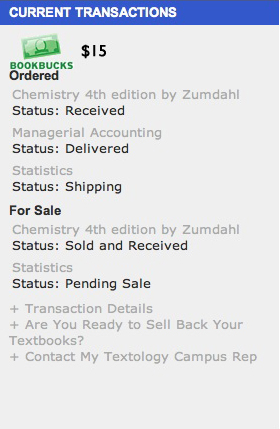 CURRENT TRANSACTIONS
$15
BOOKBUCKS
Ordered
Chemistry 4th edition by Zumdahl
Status: Received
Managerial Accounting
Status: Delivered
Statistics
Status: Shipping
For Sale
Chemistry 4th edition by Zumdahl
Status: Sold and Received
Statistics
Status: Pending Sale
+ Transaction Details
+ Are You Ready to Sell Back Your
Textbooks?
+ Contact My Textology Campus Rep